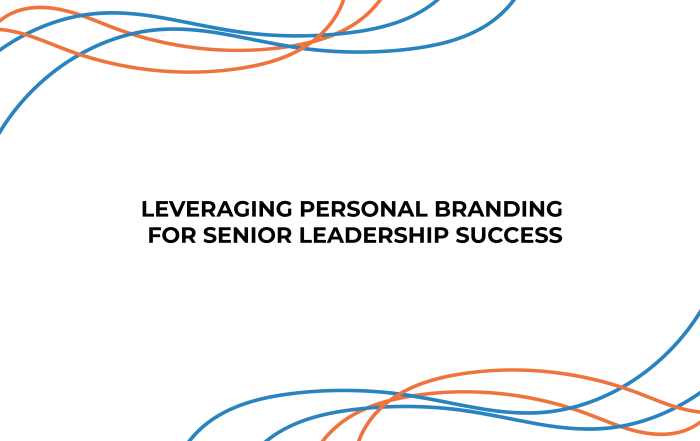 LEVERAGING PERSONAL BRANDING
FOR SENIOR LEADERSHIP SUCCESS